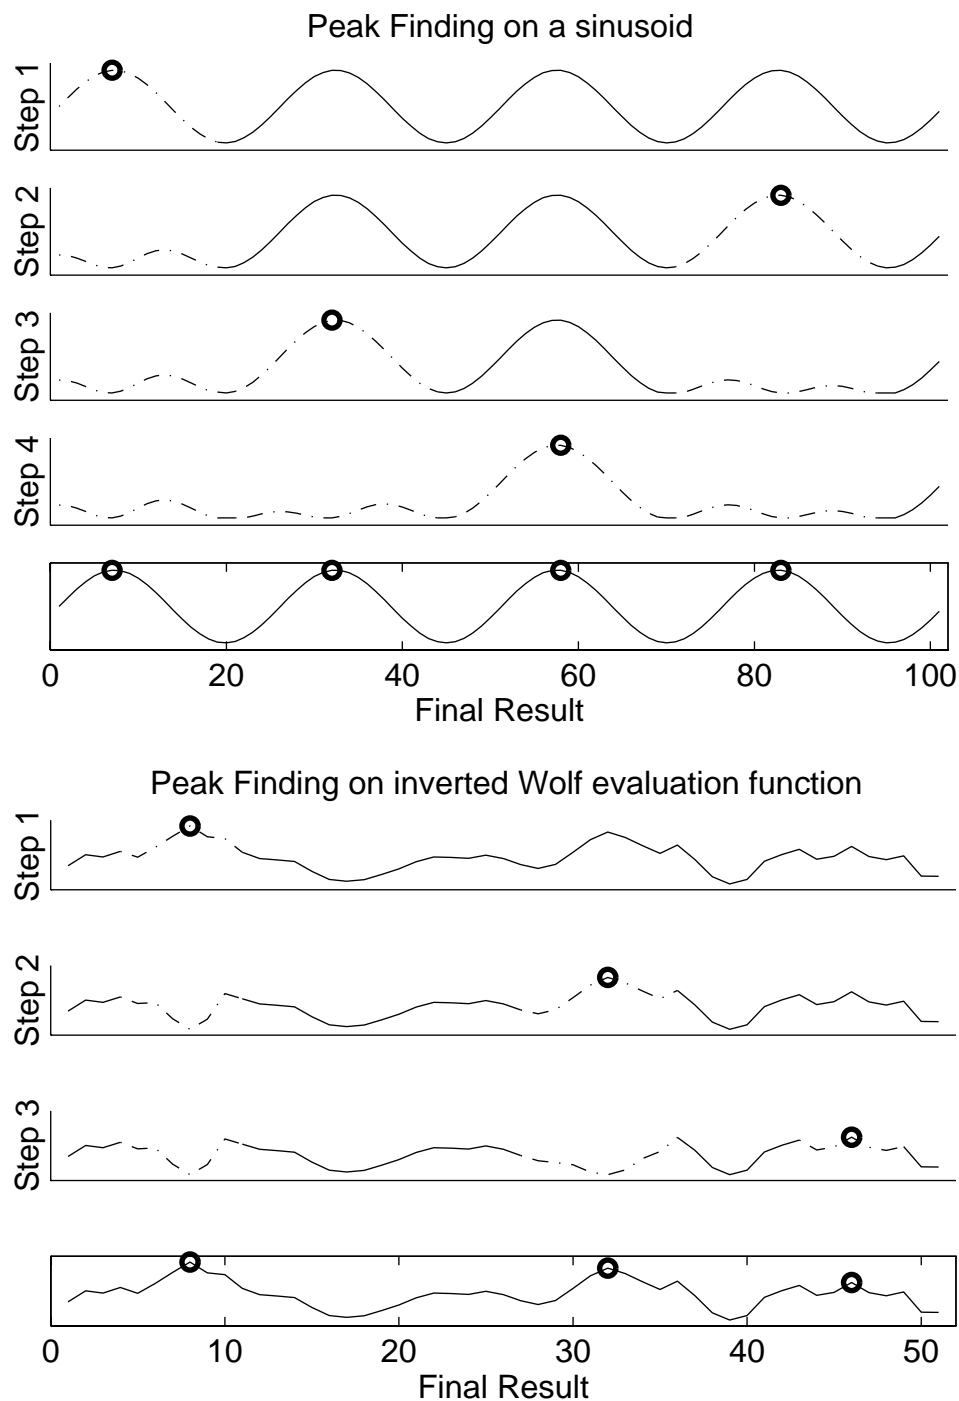 Peak Finding on a sinusoid
Step 1
Step 2
Step 3
Step 4
0 20 40 60 80 100
Final Result
Peak Finding on inverted Wolf evaluation function
Step 1
Step 2
Step 3
0 10 20 30 40 50
Final Result